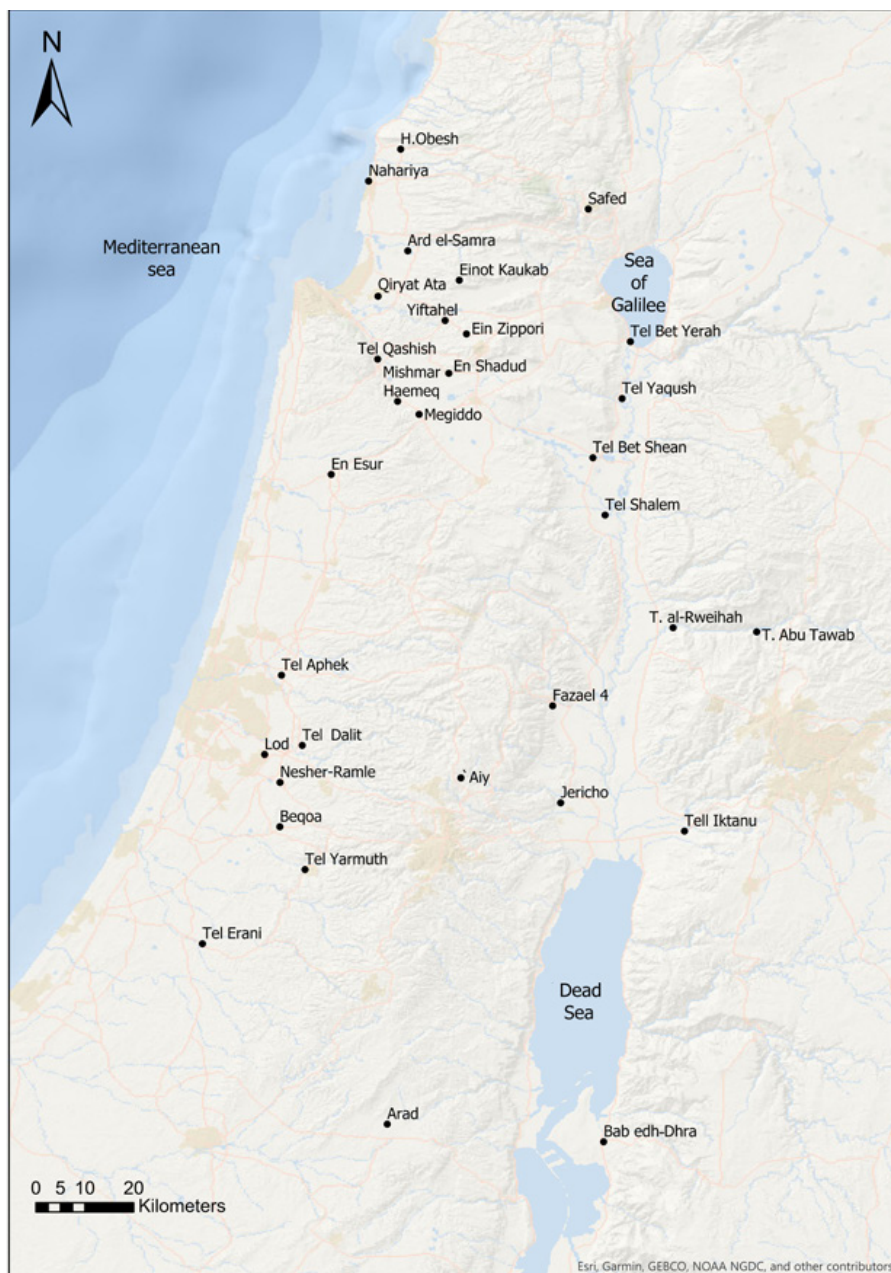 N
H.Obesh
Nahariya
Safed
Mediterranean
sea
Ard el-Samra
Einot Kaukab
Sea
of
Galilee
Qiryat Ata
Yiftahel
Ein Zippori
Tel Bet Yerah
Tel Qashish
Mishmar
Haemeq
En Shadud
Tel Yaqush
Megiddo
Tel Bet Shean
En Esur
Tel Shalem
T. al-Rweihah
T. Abu Tawab
Tel Aphek
Fazael 4
Tel Dalit
Lod
Nesher-Ramle
`Aiy
Jericho
Beqoa
Tell Iktanu
Tel Yarmuth
Tel Erani
Dead
Sea
Arad
Bab edh-Dhra
0 5 10 20
Kilometers
Esri, Garmin, GEBCO, NOAA NGDC, and other contributors